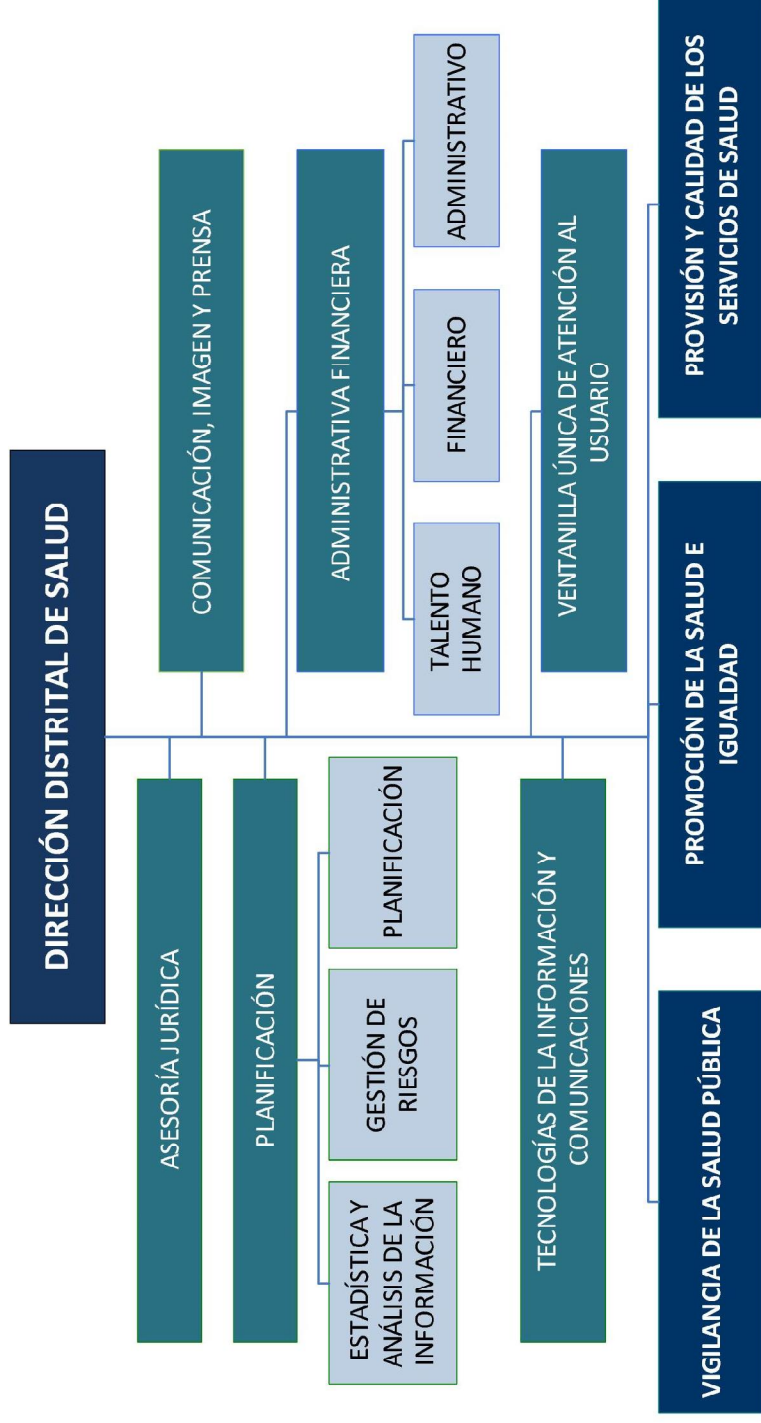 DIRECCIÓN DISTRITAL DE SALUD
ASESORÍA JURÍDICA
COMUNICACIÓN, IMAGEN Y PRENSA
PLANIFICACIÓN
ADMINISTRATIVA FINANCIERA
ESTADÍSTICA Y
ANÁLISIS DE LA
INFORMACIÓN
GESTIÓN DE
RIESGOS
PLANIFICACIÓN
TALENTO
HUMANO
FINANCIERO
ADMINISTRATIVO
TECNOLOGÍAS DE LA INFORMACIÓN Y
COMUNICACIONES
VENTANILLA ÚNICA DE ATENCIÓN AL
USUARIO
VIGILANCIA DE LA SALUD PÚBLICA
PROMOCIÓN DE LA SALUD E
IGUALDAD
PROVISIÓN Y CALIDAD DE LOS
SERVICIOS DE SALUD